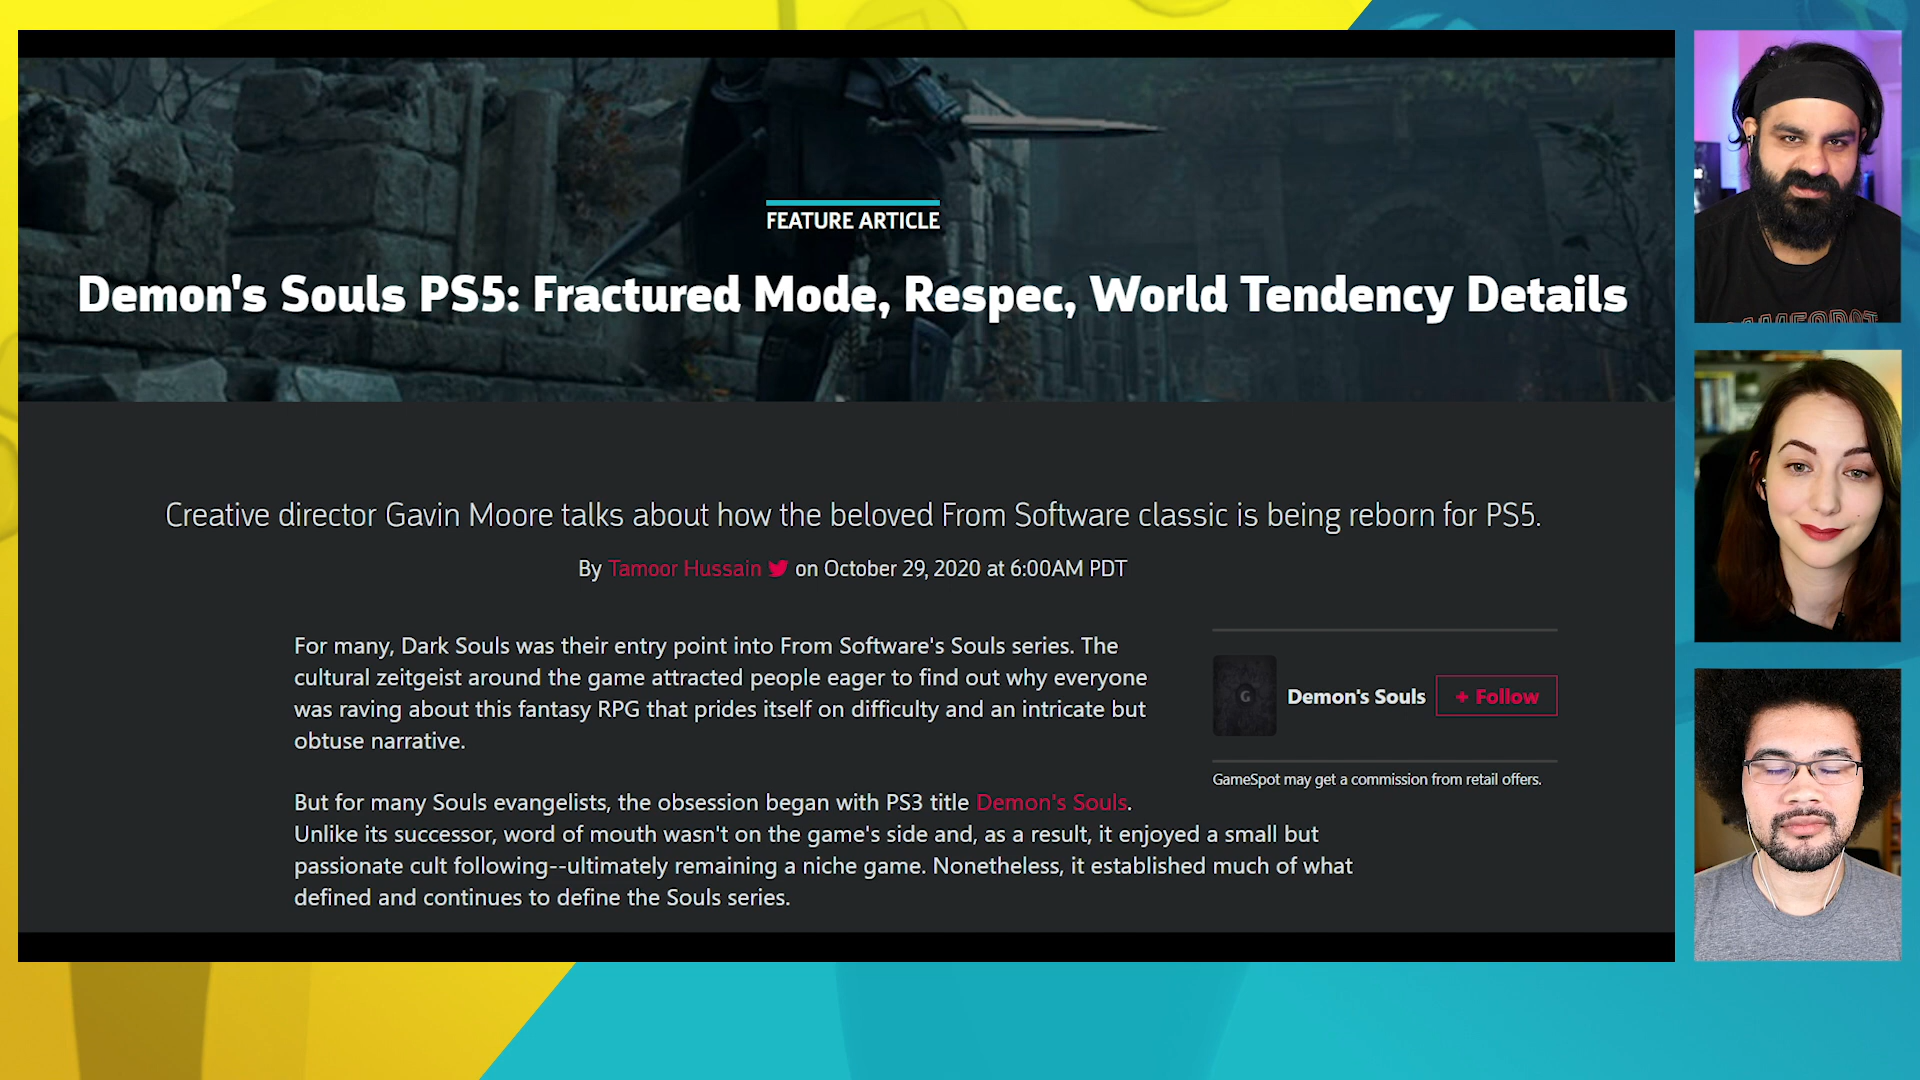 FEATURE ARTICLE
Demon's Souls PS5: Fractured Mode, Respec, World Tendency Details
Creative director Gavin Moore talks about how the beloved From Software classic is being reborn for PS5.
By Tamoor Hussain on October 29, 2020 at 6:00AM PDT
For many, Dark Souls was their entry point into From Software's Souls series. The
cultural zeitgeist around the game attracted people eager to find out why everyone
was raving about this fantasy RPG that prides itself on difficulty and an intricate but
obtuse narrative.
G
Demon's Souls
+ Follow
GameSpot may get a commission from retail offers.
But for many Souls evangelists, the obsession began with PS3 title Demon's Souls.
Unlike its successor, word of mouth wasn't on the game's side and, as a result, it enjoyed a small but
passionate cult following--ultimately remaining a niche game. Nonetheless, it established much of what
defined and continues to define the Souls series.